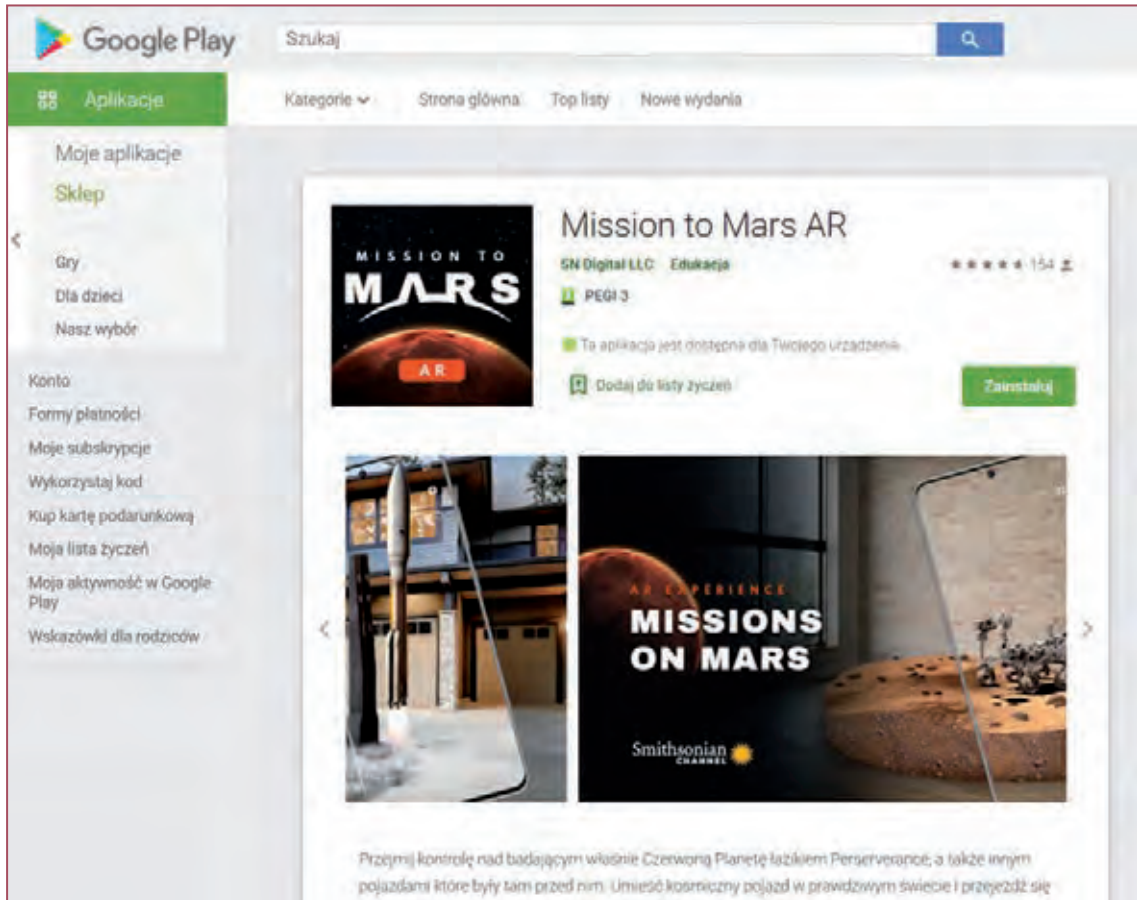 Google Play
Szukaj
Aplikacje
Kategorie
Strona główna
Top listy
Nowe wydania
Moje aplikacje
Sklep
Gry
Dla dzieci
Nasz wybór
Konto
Formy płatności
Moje subskrypcje
Wykorzystaj kod
Kup kartę podarunkową
Moja lista życzeń
Moja aktywność w Google
Play
Wskazówki dla rodziców
MISSION TO
MARS
AR
Mission to Mars AR
SN Digital LLC Edukacja
154
PEGI 3
Ta aplikacja jest dostępna dla Twojego urządzenia
Dodaj do listy życzeń
Zainstaluj
AR EXPERIENCE
MISSIONS
ON MARS
Smithsonian
CHANNEL
Przejmij kontrolę nad badającym właśnie Czerwoną Planetę łazikiem Perserverance, a także innym
pojazdami które były tam przed nim. Umieść kosmiczny pojazd w prawdziwym świecie i przejeżdż się